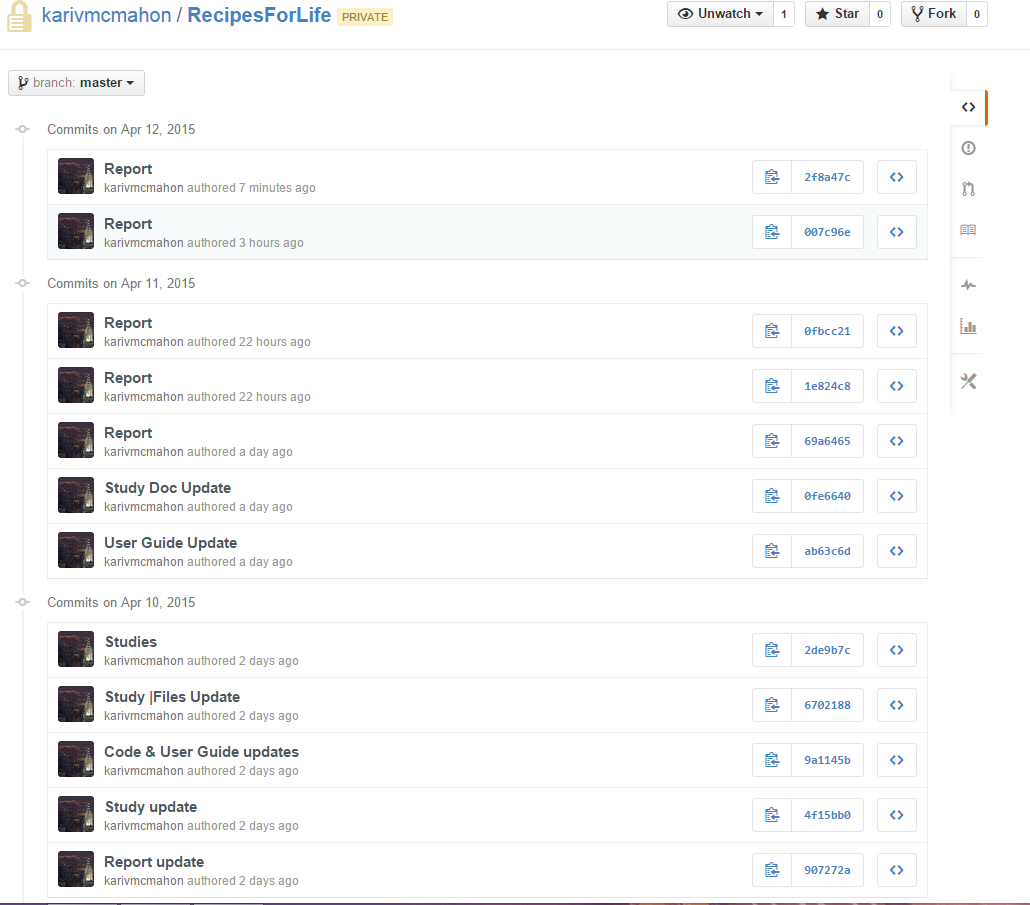 karivmcmahon / RecipesForLife PRIVATE
Unwatch 1 Star 0 Fork 0
branch: master
Commits on Apr 12, 2015
Report
karivmcmahon authored 7 minutes ago
2f8a47c
Report
karivmcmahon authored 3 hours ago
007c96e
Commits on Apr 11, 2015
Report
karivmcmahon authored 22 hours ago
0fbcc21
Report
karivmcmahon authored 22 hours ago
1e824c8
Report
karivmcmahon authored a day ago
69a6465
Study Doc Update
karivmcmahon authored a day ago
0fe6640
User Guide Update
karivmcmahon authored a day ago
ab63c6d
Commits on Apr 10, 2015
Studies
karivmcmahon authored 2 days ago
2de9b7c
Study |Files Update
karivmcmahon authored 2 days ago
6702188
Code & User Guide updates
karivmcmahon authored 2 days ago
9a1145b
Study update
karivmcmahon authored 2 days ago
4f15bb0
Report update
karivmcmahon authored 2 days ago
907272a